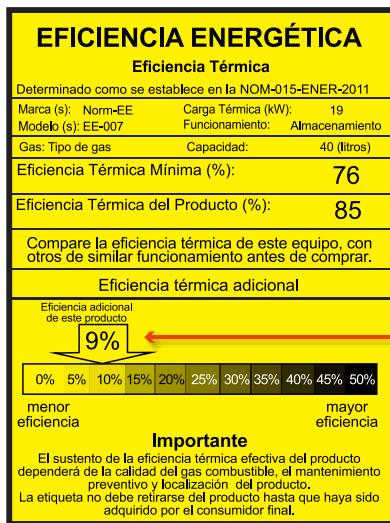 EFICIENCIA ENERGÉTICA
Eficiencia Térmica
Determinado como se establece en la NOM-015-ENER-2011
Marca (s): Norm-EE Carga Térmica (kW): 19
Modelo (s): EE-007 Funcionamiento: Almacenamiento
Gas: Tipo de gas Capacidad: 40 (litros)
Eficiencia Térmica Mínima (%): 76
Eficiencia Térmica del Producto (%): 85
Compare la eficiencia térmica de este equipo, con
otros de similar funcionamiento antes de comprar.
Eficiencia térmica adicional
Eficiencia adicional
de este producto
9%
0% 5% 10% 15% 20% 25% 30% 35% 40% 45% 50%
menor mayor
eficiencia eficiencia
Importante
El sustento de la eficiencia térmica efectiva del producto
dependerá de la calidad del gas combustible, el mantenimiento
preventivo y localización del producto.
La etiqueta no debe retirarse del producto hasta que haya sido
adquirido por el consumidor final.